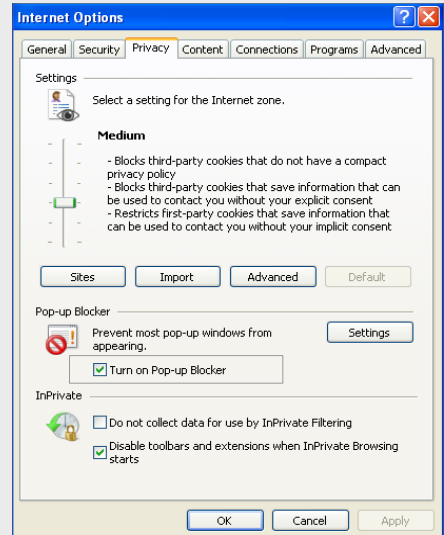 Internet Options
General Security Privacy Content Connections Programs Advanced
Settings
Select a setting for the Internet zone.
Medium
- Blocks third-party cookies that do not have a compact
privacy policy
- Blocks third-party cookies that save information that can
be used to contact you without your explicit consent
- Restricts first-party cookies that save information that
can be used to contact you without your implicit consent
Sites Import Advanced Default
Pop-up Blocker
Prevent most pop-up windows from
appearing.
Settings
Turn on Pop-up Blocker
InPrivate
Do not collect data for use by InPrivate Filtering
Disable toolbars and extensions when InPrivate Browsing
starts
OK Cancel Apply